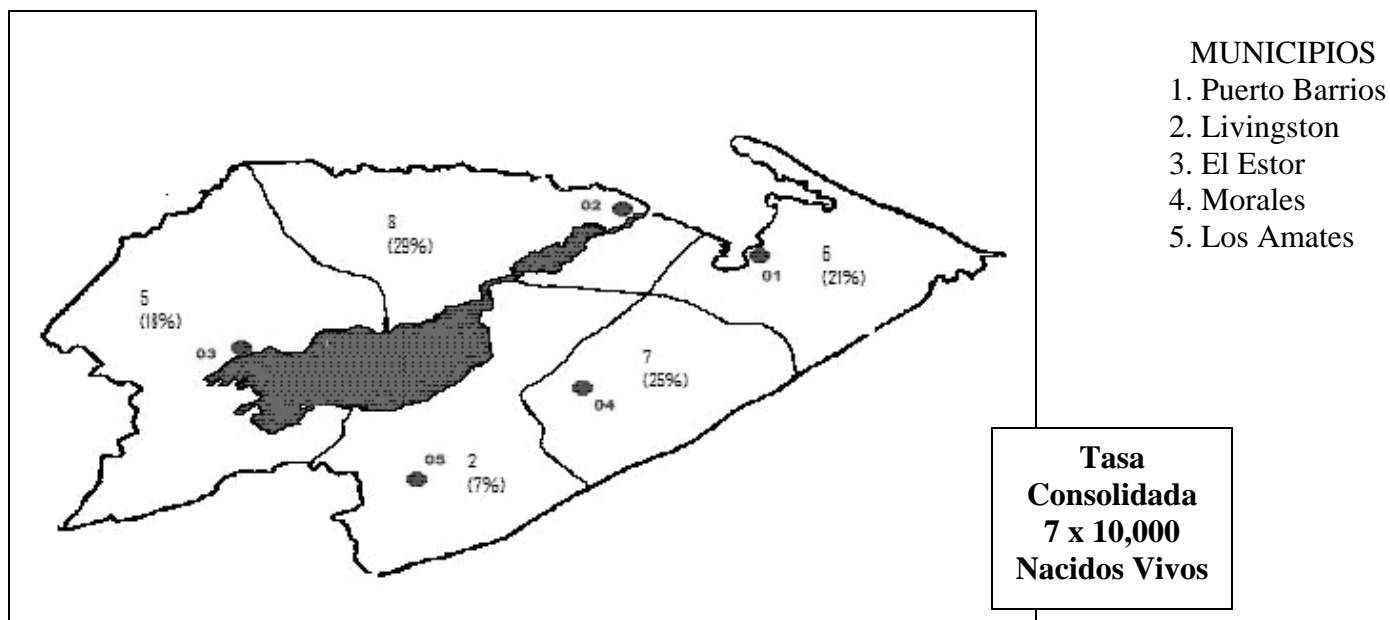 MUNICIPIOS
1. Puerto Barrios
2. Livingston
3. El Estor
4. Morales
5. Los Amates
02
8
(29%)
01
6
(21%)
5
(18%)
03
7
(25%)
04
05
2
(7%)
Tasa
Consolidada
7 x 10,000
Nacidos Vivos